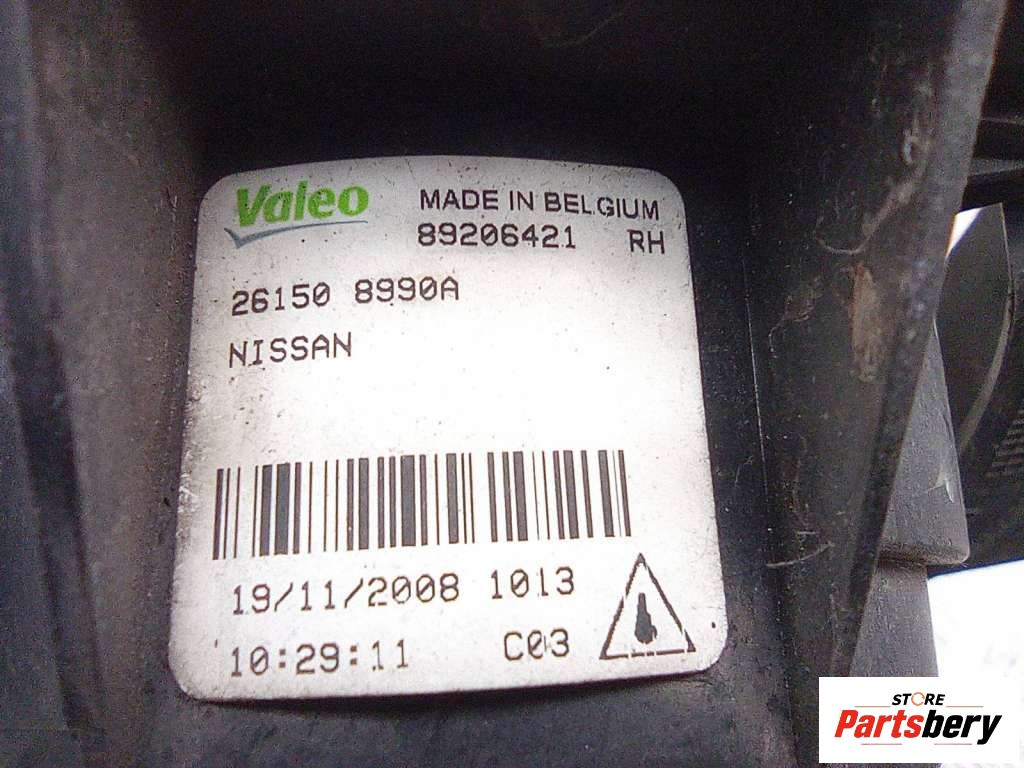 Valeo
MADE IN BELGIUM
89206421 RH
26150 8990A
NISSAN
19/11/2008 1013
10:29:11 C03
STORE
Partsbery